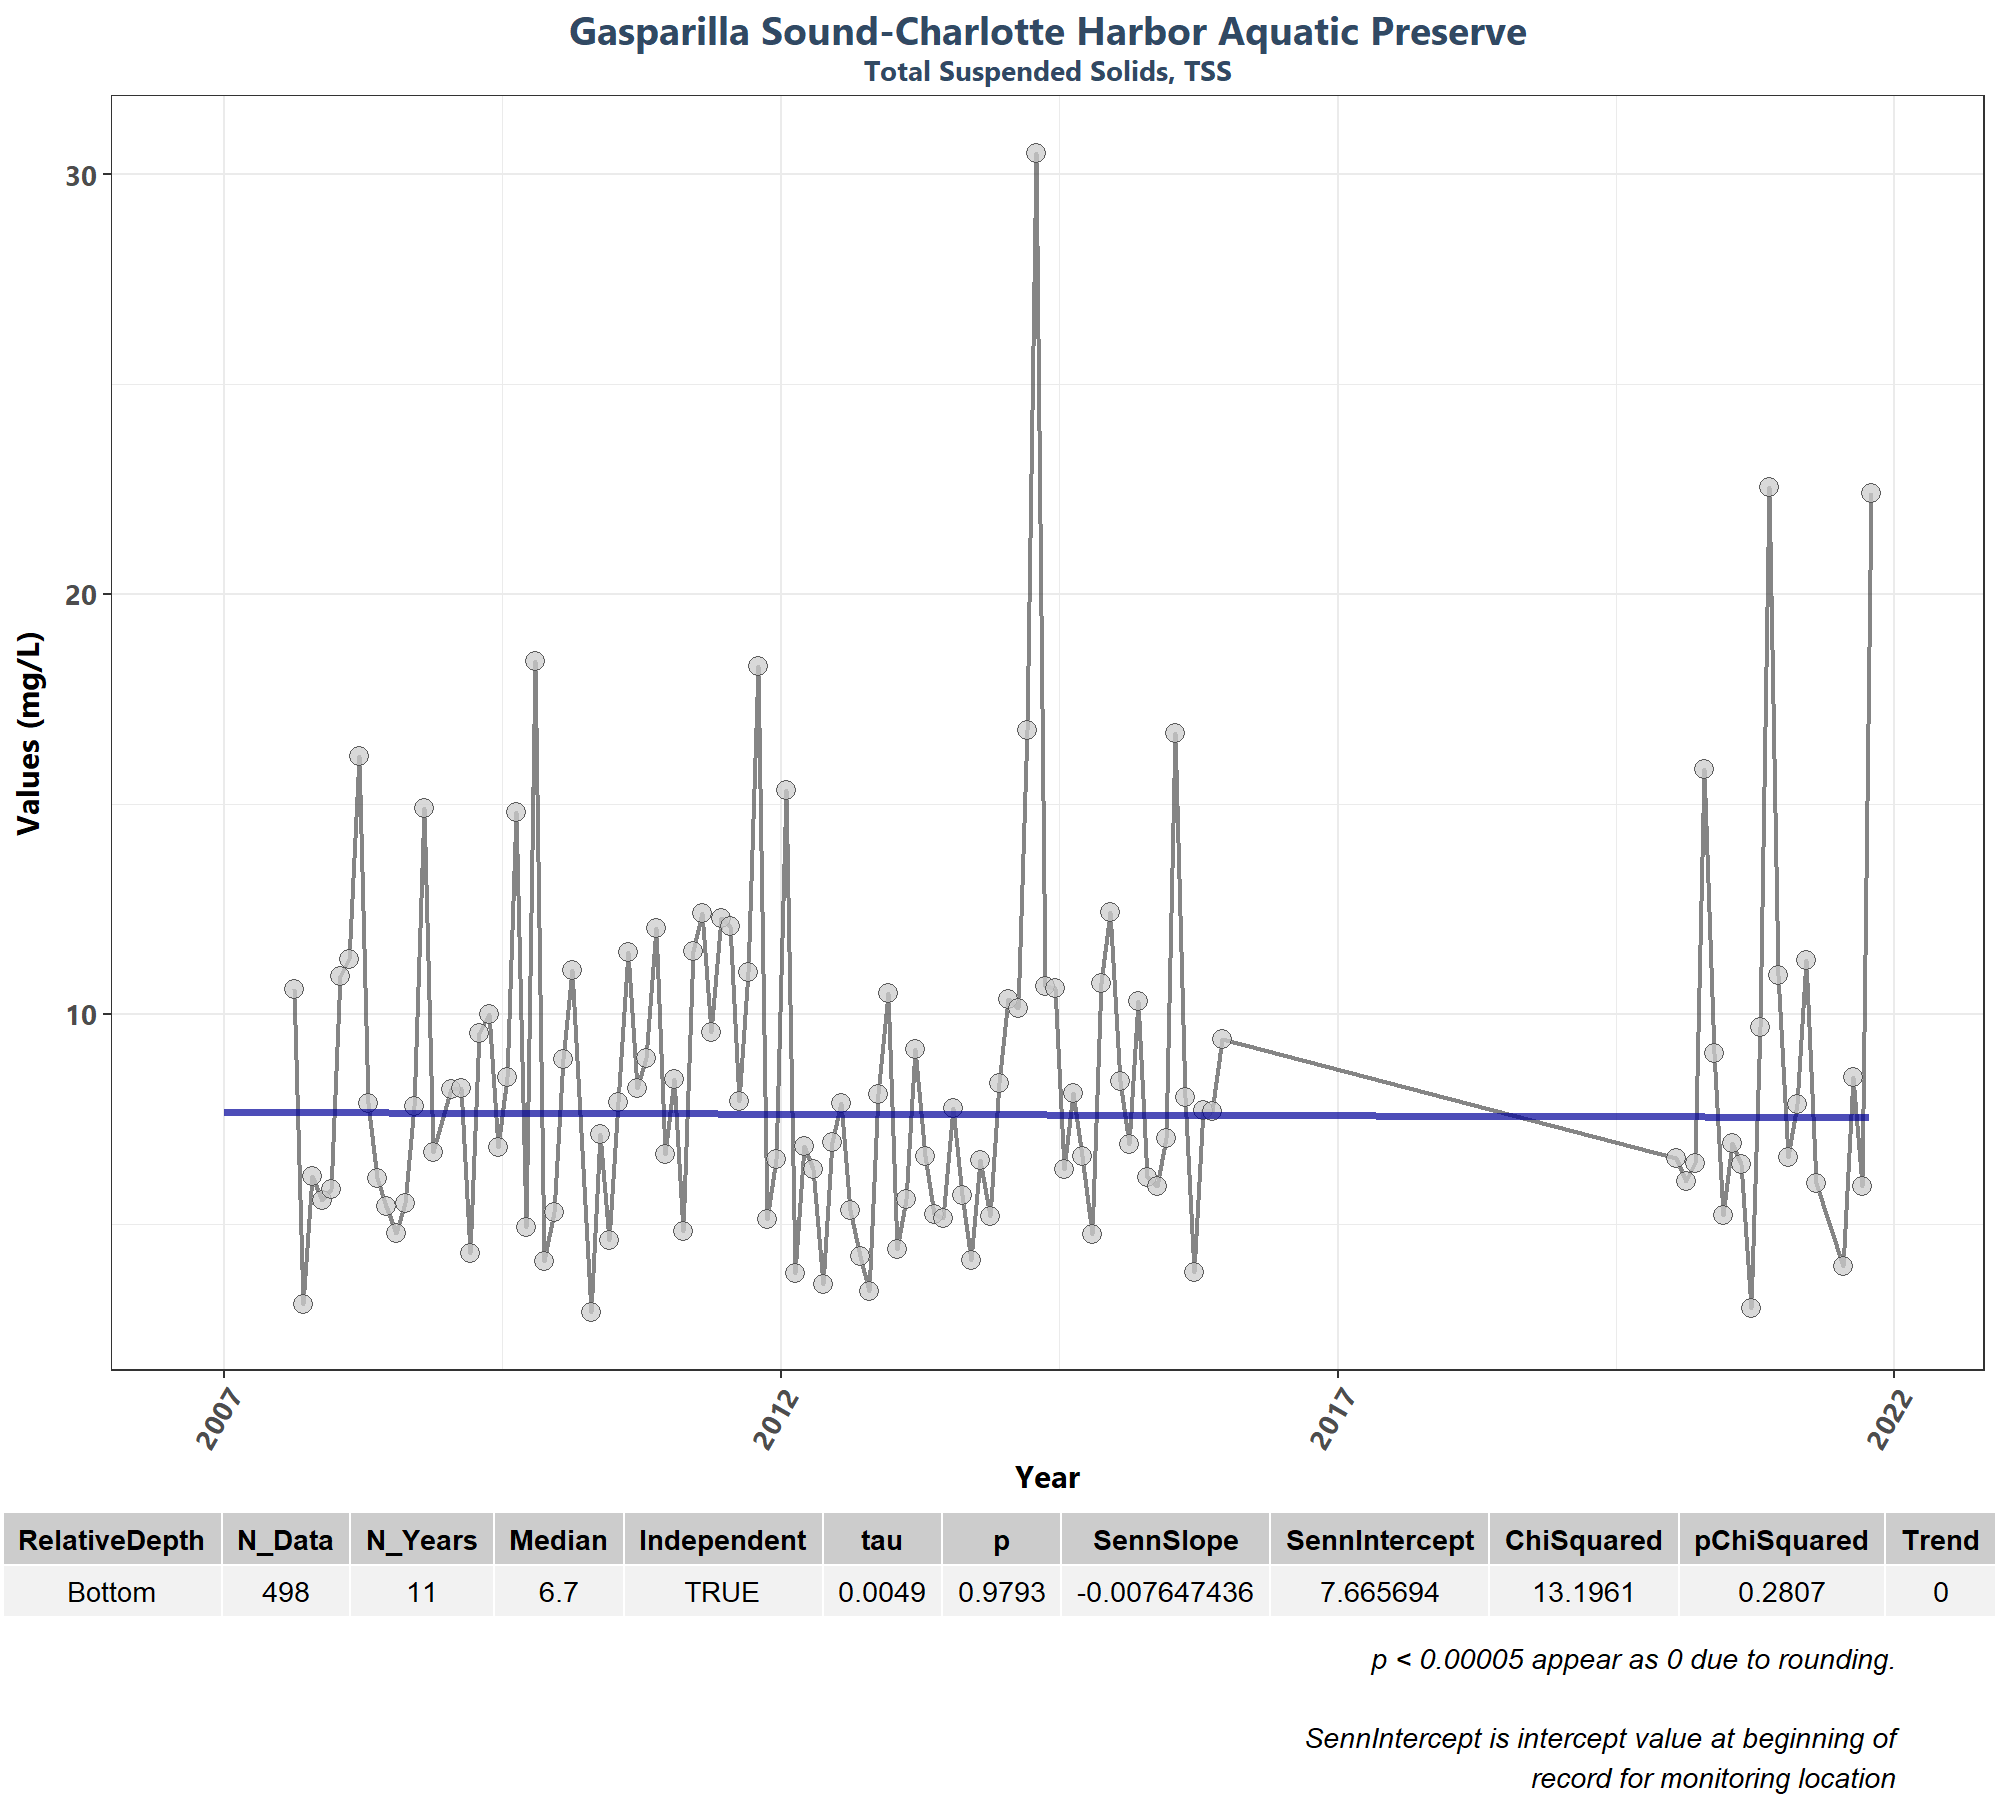 Gasparilla Sound-Charlotte Harbor Aquatic Preserve
Total Suspended Solids, TSS
Values (mg/L)
30
20
10
2007 2012 2017 2022
Year
RelativeDepth N_Data N_Years Median Independent tau p SennSlope SennIntercept ChiSquared pChiSquared Trend
Bottom 498 11 6.7 TRUE 0.0049 0.9793 -0.007647436 7.665694 13.1961 0.2807 0
p < 0.00005 appear as 0 due to rounding.
SennIntercept is intercept value at beginning of
record for monitoring location